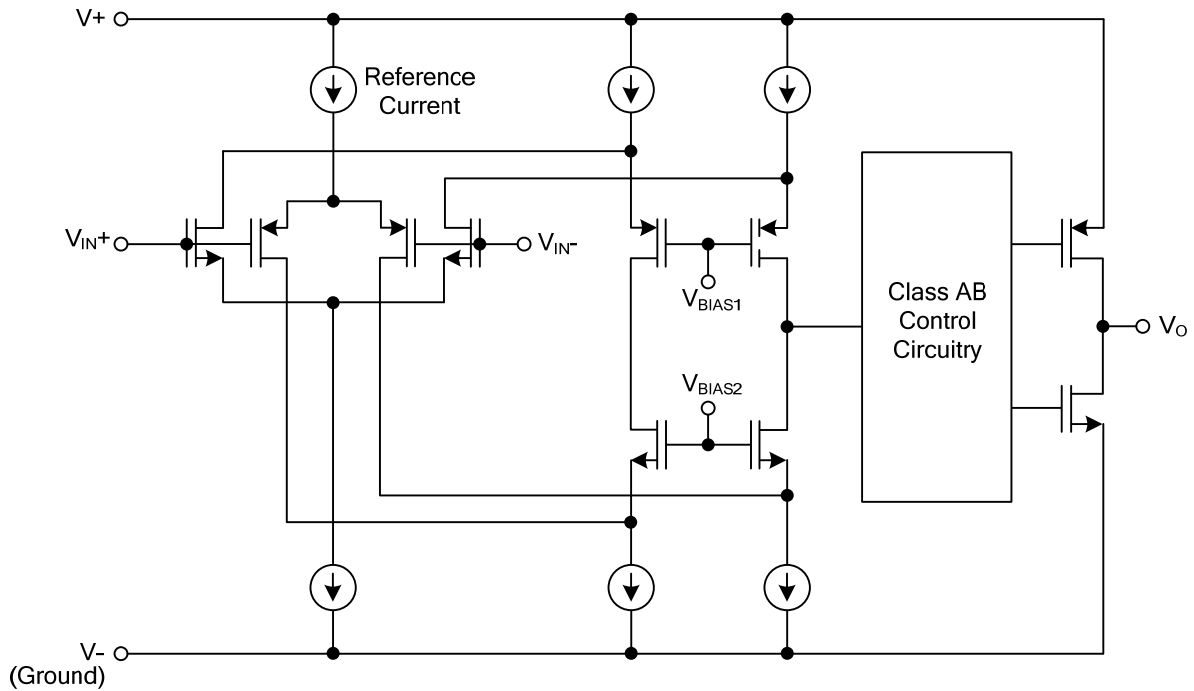 V+
Reference
Current
VIN+
VIN-
VBIAS1
VBIAS2
Class AB
Control
Circuitry
VO
V-
(Ground)